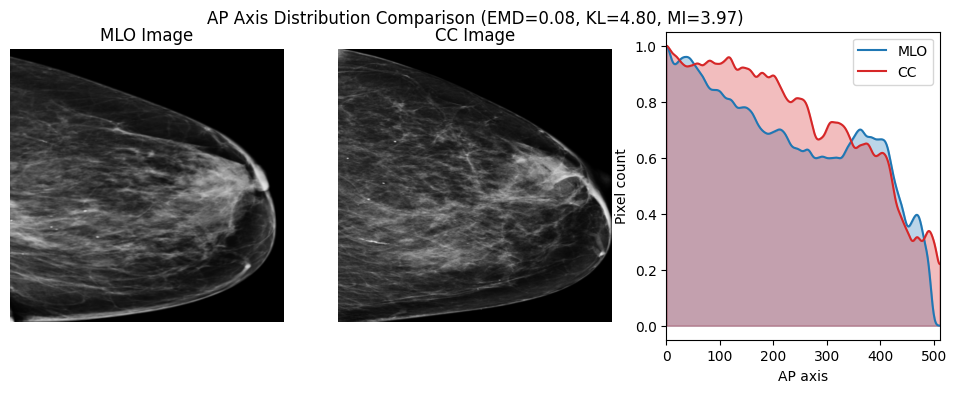 AP Axis Distribution Comparison (EMD=0.08, KL=4.80, MI=3.97)
MLO Image
CC Image
MLO
CC
Pixel count
1.0
0.8
0.6
0.4
0.2
0.0
0 100 200 300 400 500
AP axis